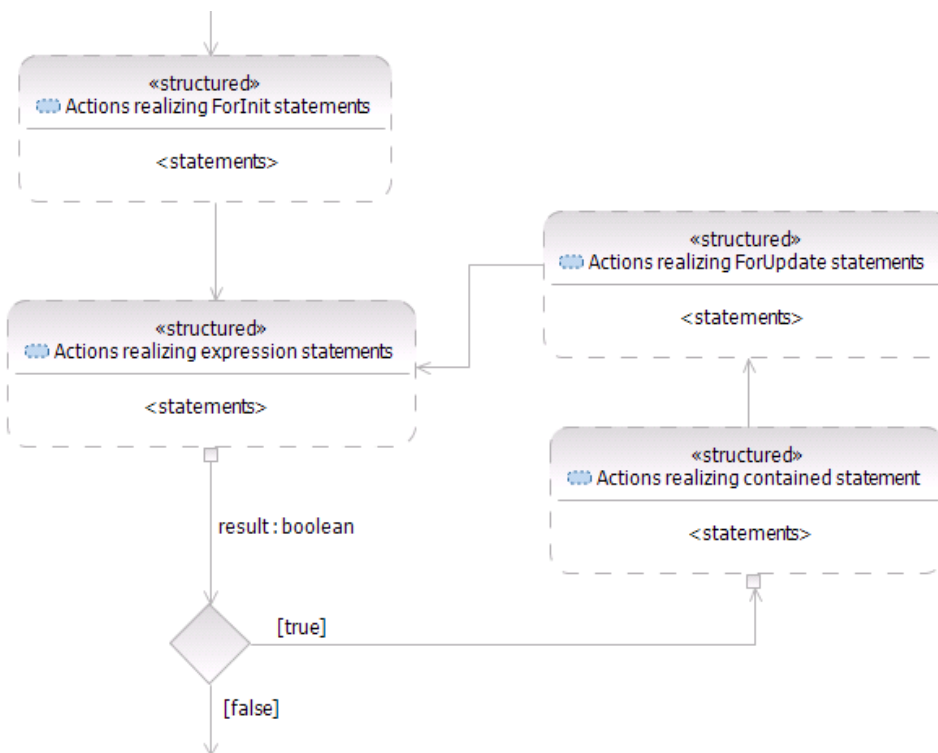 «structured»
Actions realizing ForInit statements
<statements>
«structured»
Actions realizing ForUpdate statements
<statements>
«structured»
Actions realizing expression statements
<statements>
«structured»
Actions realizing contained statement
<statements>
result : boolean
[true]
[false]